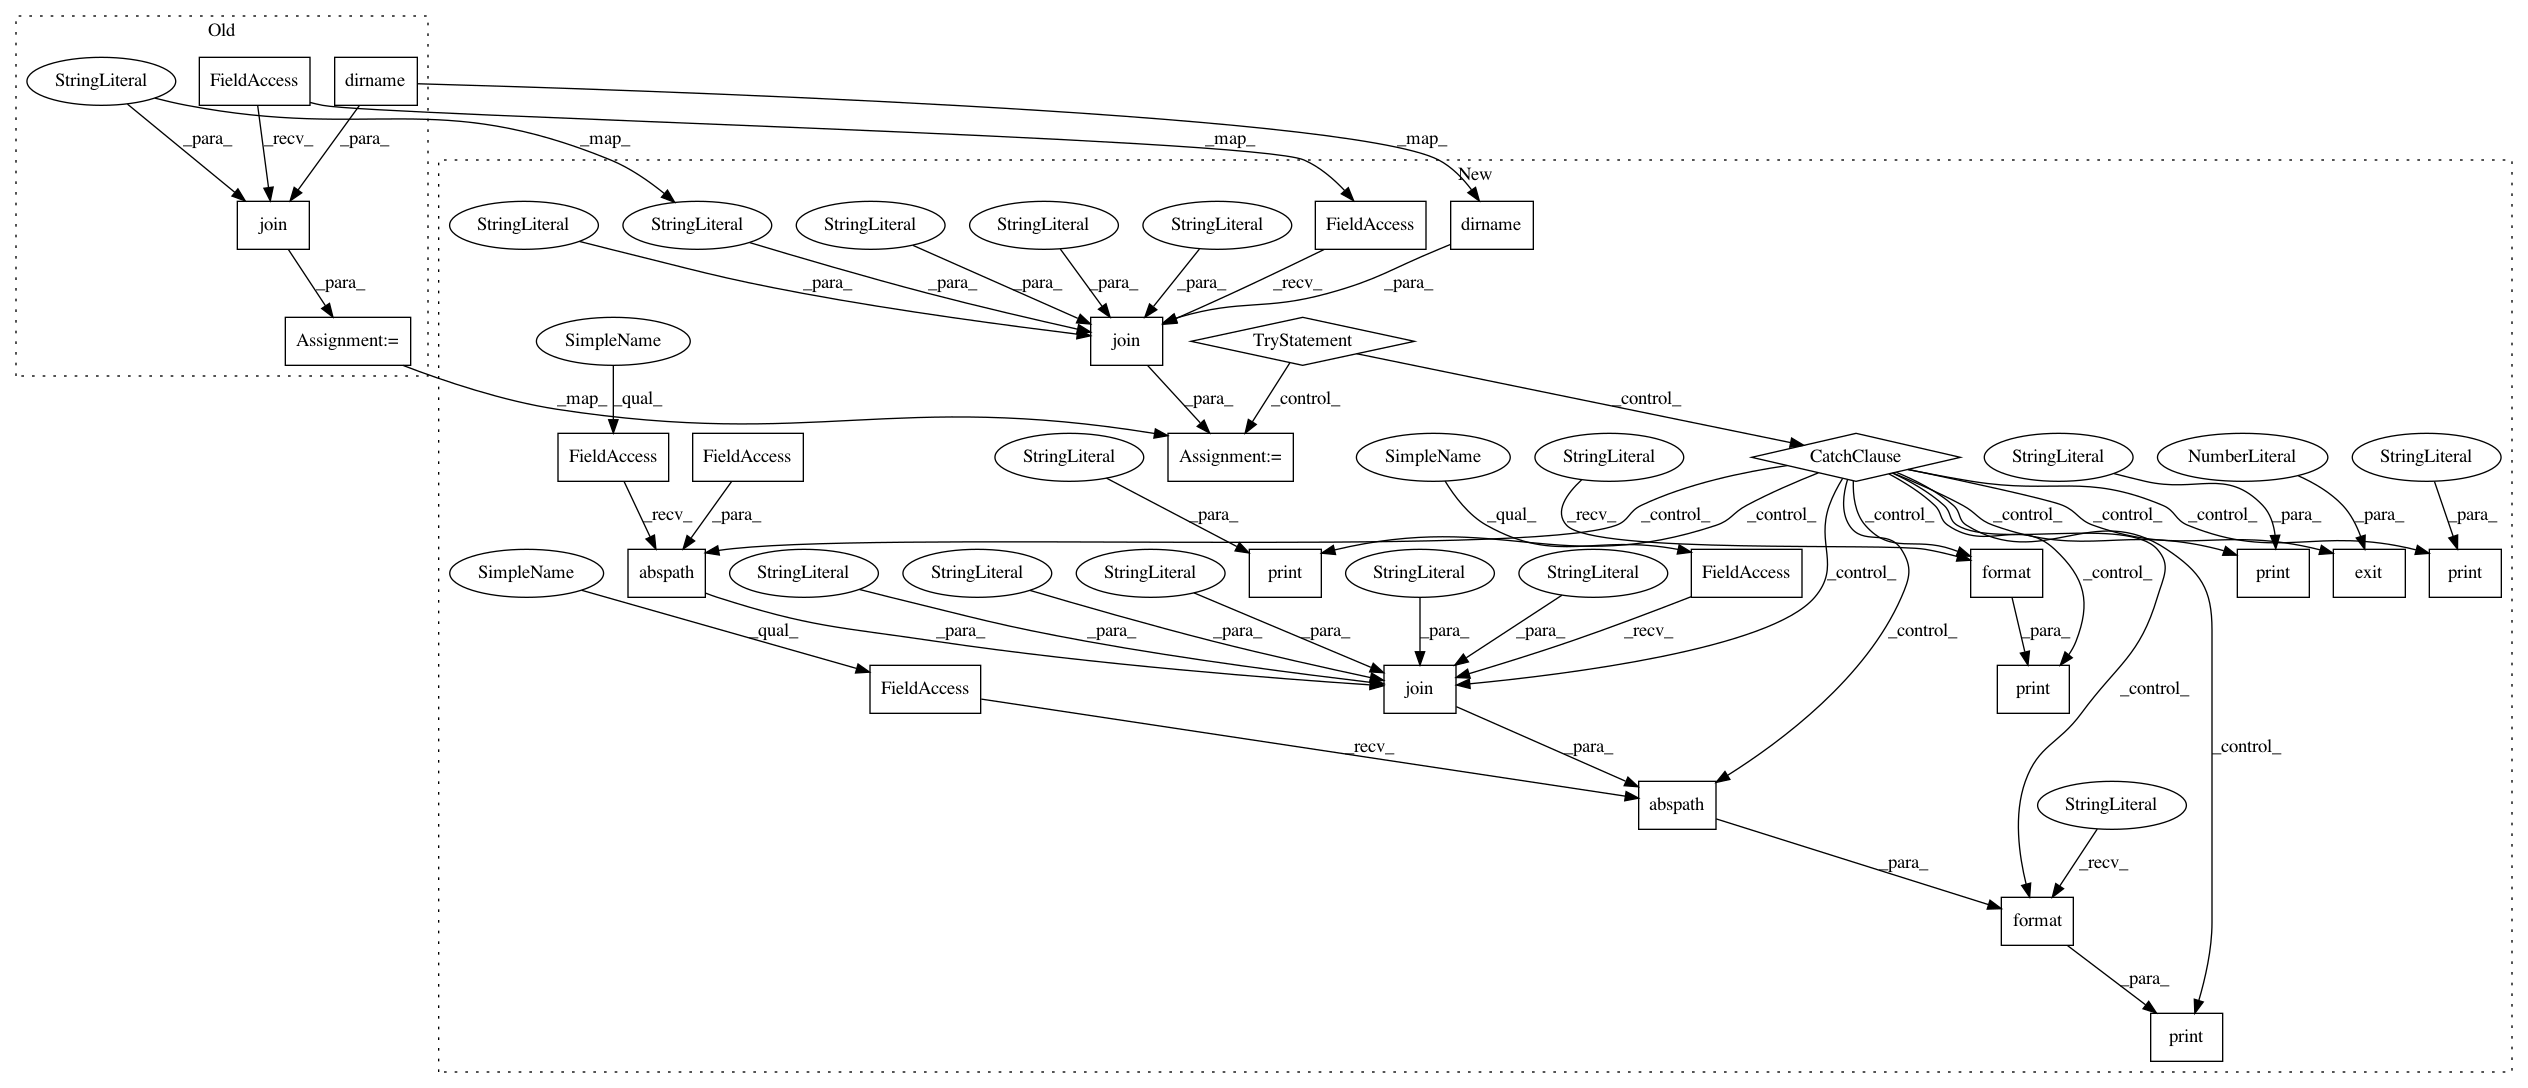 Old
StringLiteral FieldAccess dirname
_map_ _map_ _map_
_para_ _recv_ _para_
New
join StringLiteral StringLiteral StringLiteral StringLiteral StringLiteral FieldAccess dirname
_para_ _para_ _para_ _para_ _para_ _para_ _recv_ _para_
Assignment:= SimpleName join TryStatement
_map_ _qual_ _para_ _control_ _control_
FieldAccess FieldAccess StringLiteral Assignment:= SimpleName StringLiteral CatchClause StringLiteral NumberLiteral StringLiteral
_recv_ _para_ _para_ _control_ _qual_ _recv_ _control_ _control_ _control_ _control_ _control_ _para_ _para_ _para_
SimpleName abspath StringLiteral StringLiteral StringLiteral print StringLiteral StringLiteral FieldAccess format print exit print
_control_ _control_
_qual_ _para_ _para_ _para_ _para_ _para_ _para_ _recv_ _control_ _para_
FieldAccess join print
_control_
_recv_ _para_ _control_
abspath StringLiteral
_para_ _recv_
format
_para_
print